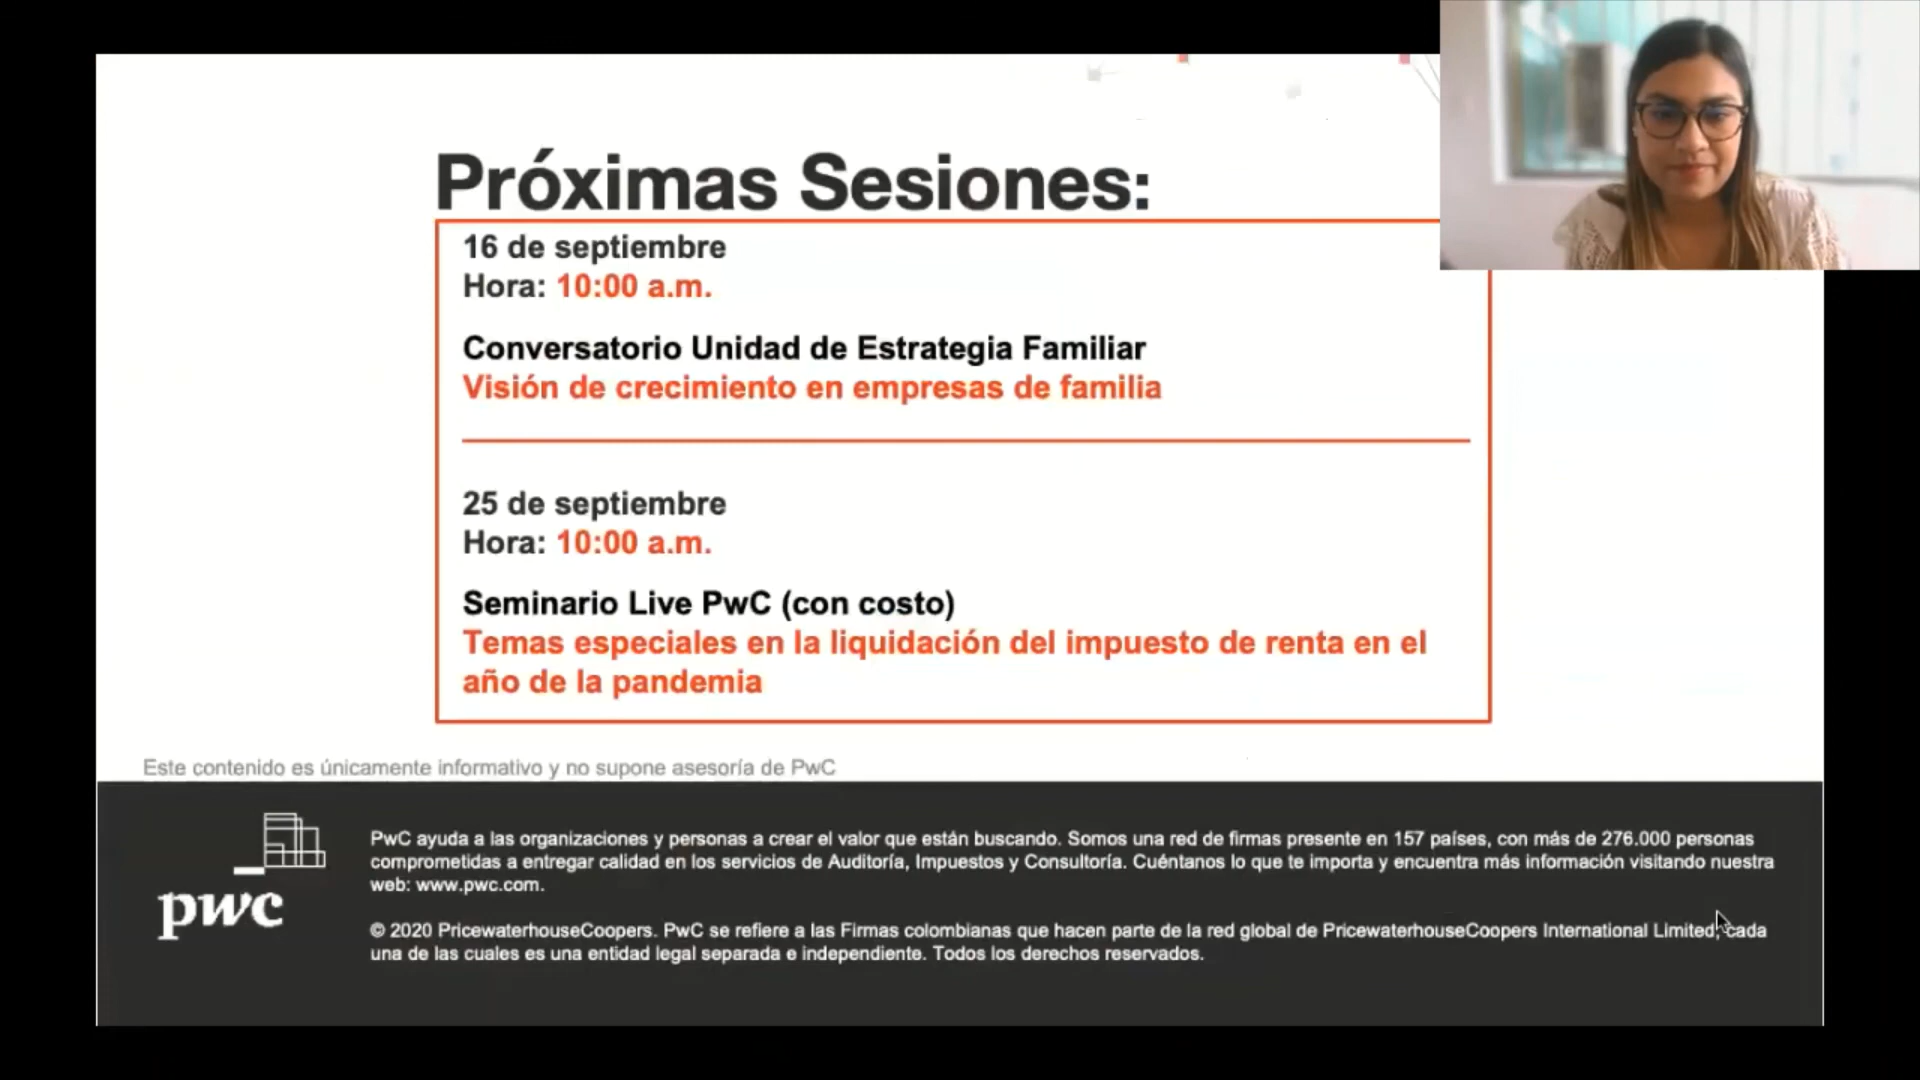 Próximas Sesiones:
16 de septiembre
Hora: 10:00 a.m.
Conversatorio Unidad de Estrategia Familiar
Visión de crecimiento en empresas de familia
25 de septiembre
Hora: 10:00 a.m.
Seminario Live PwC (con costo)
Temas especiales en la liquidación del impuesto de renta en el
año de la pandemia
Este contenido es únicamente informativo y no supone asesoría de PwC
pwc
PwC ayuda a las organizaciones y personas a crear el valor que están buscando. Somos una red de firmas presente en 157 países, con más de 276.000 personas
comprometidas a entregar calidad en los servicios de Auditoría, Impuestos y Consultoría. Cuéntanos lo que te importa y encuentra más información visitando nuestra
web: www.pwc.com.
© 2020 PricewaterhouseCoopers. PwC se refiere a las Firmas colombianas que hacen parte de la red global de PricewaterhouseCoopers International Limited, cada
una de las cuales es una entidad legal separada e independiente. Todos los derechos reservados.